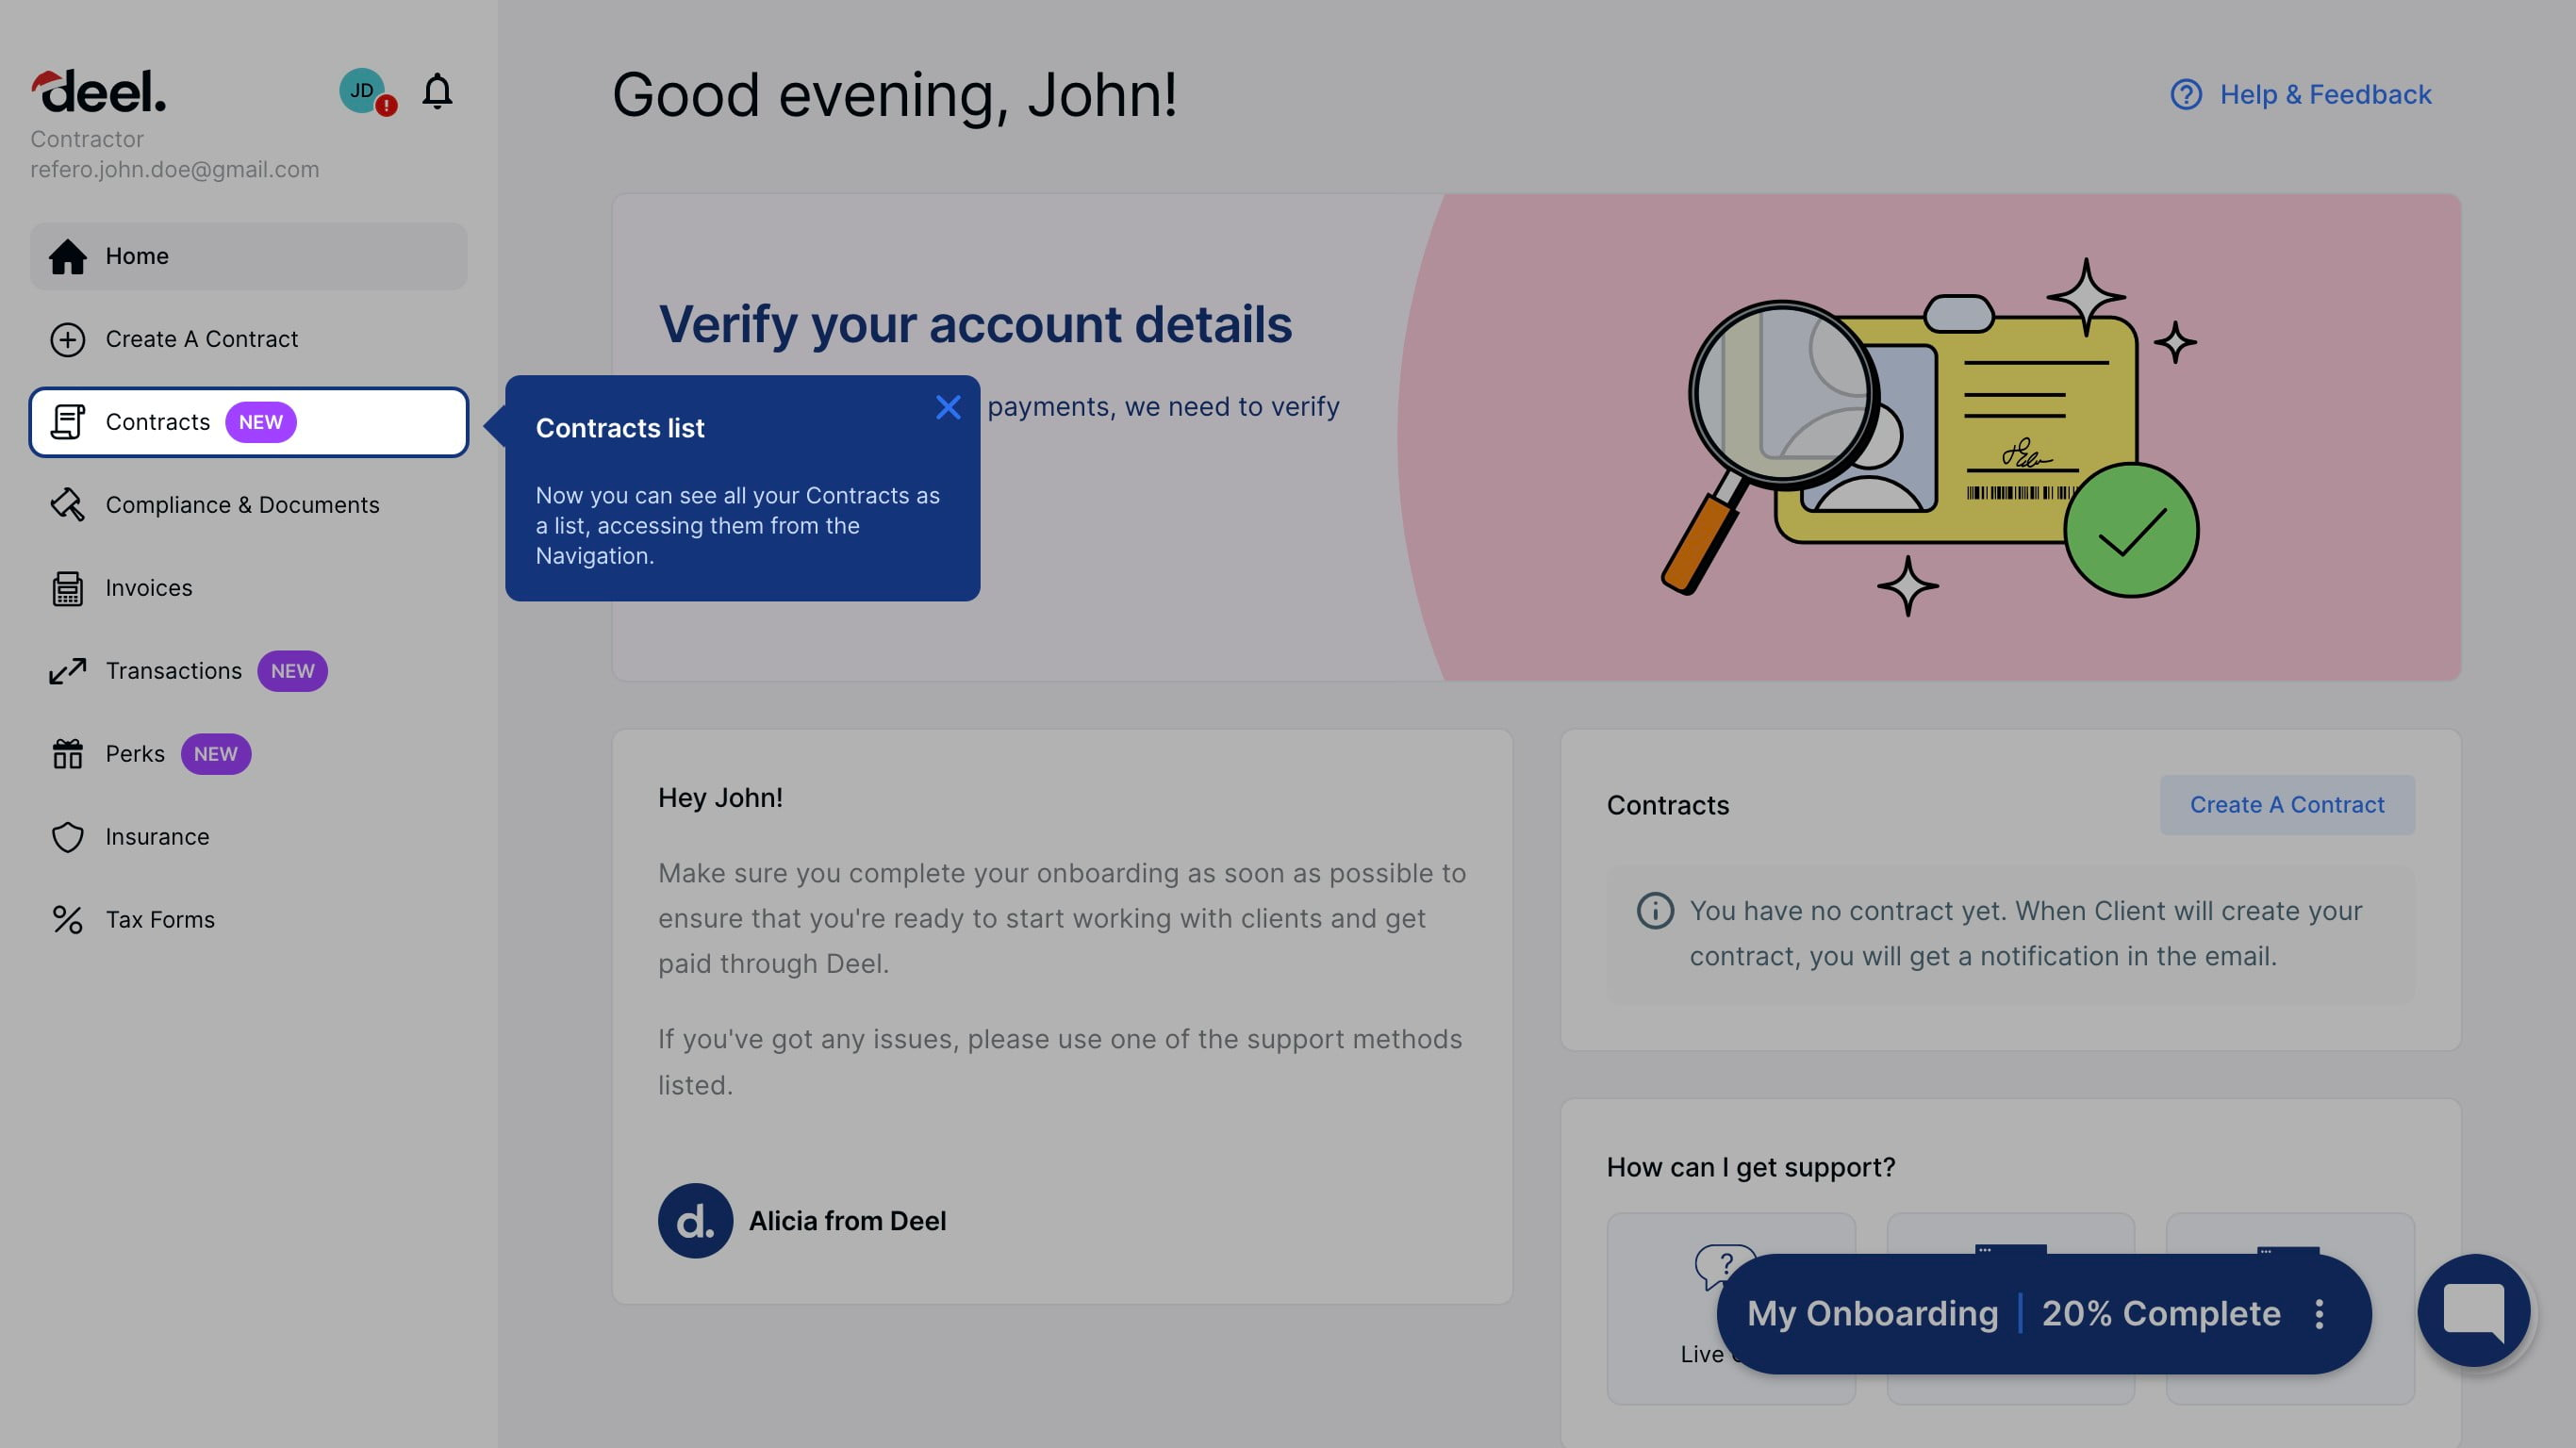 deel.
JD
!
Contractor
refero.john.doe@gmail.com
Home
Create A Contract
Contracts NEW
Compliance & Documents
Invoices
Transactions NEW
Perks NEW
Insurance
Tax Forms
Good evening, John!
Help & Feedback
Verify your account details
payments, we need to verify
Contracts list
Now you can see all your Contracts as
a list, accessing them from the
Navigation.
Hey John!
Make sure you complete your onboarding as soon as possible to
ensure that you're ready to start working with clients and get
paid through Deel.
If you've got any issues, please use one of the support methods
listed.
d.
Alicia from Deel
Contracts
Create A Contract
You have no contract yet. When Client will create your
contract, you will get a notification in the email.
How can I get support?
?
Live
My Onboarding | 20% Complete